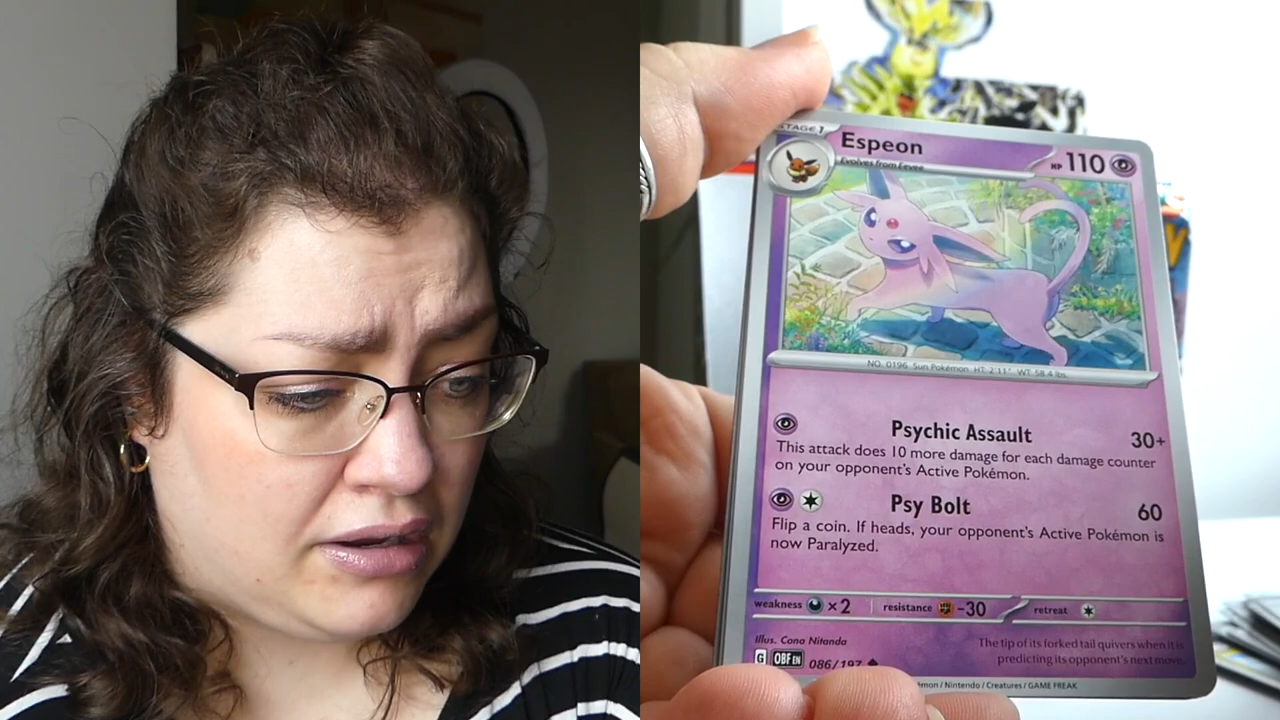 STAGE 1
Espeon
HP 110
Evolves from Eevee
NO. 0196 Sun Pokémon HT: 2'11" WT: 58.4 lbs.
Psychic Assault 30+
This attack does 10 more damage for each damage counter
on your opponent's Active Pokémon.
Psy Bolt 60
Flip a coin. If heads, your opponent's Active Pokémon is
now Paralyzed.
weakness ×2 resistance -30 retreat
Illus. Cona Nitanda
The tip of its forked tail quivers when it is
predicting its opponent's next move.
G OBF EN 086/197
/ Nintendo / Creatures / GAME FREAK